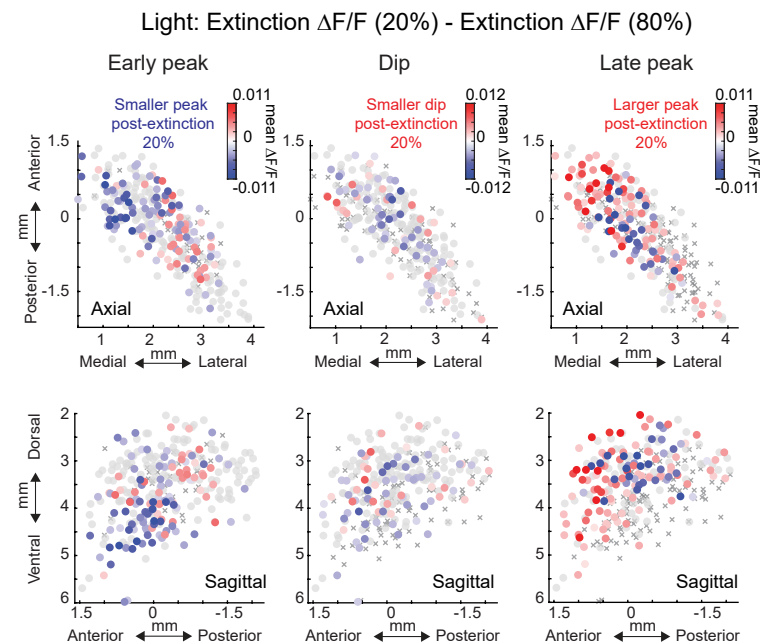 Light: Extinction ΔF/F (20%) - Extinction ΔF/F (80%)
Early peak
Dip
Late peak
Smaller peak
post-extinction
20%
0.011
0
-0.011
mean ΔF/F
Smaller dip
post-extinction
20%
0.012
0
-0.012
mean ΔF/F
Larger peak
post-extinction
20%
0.011
0
-0.011
mean ΔF/F
Anterior
mm
Posterior
1.5
0
-1.5
Axial
1 2 3 4
Medial mm Lateral
1.5
0
-1.5
Axial
1 2 3 4
Medial mm Lateral
1.5
0
-1.5
Axial
1 2 3 4
Medial mm Lateral
Dorsal
mm
Ventral
2
3
4
5
6
Sagittal
1.5 0 -1.5
mm
Anterior Posterior
2
3
4
5
6
Sagittal
1.5 0 -1.5
mm
Anterior Posterior
2
3
4
5
6
Sagittal
1.5 0 -1.5
mm
Anterior Posterior